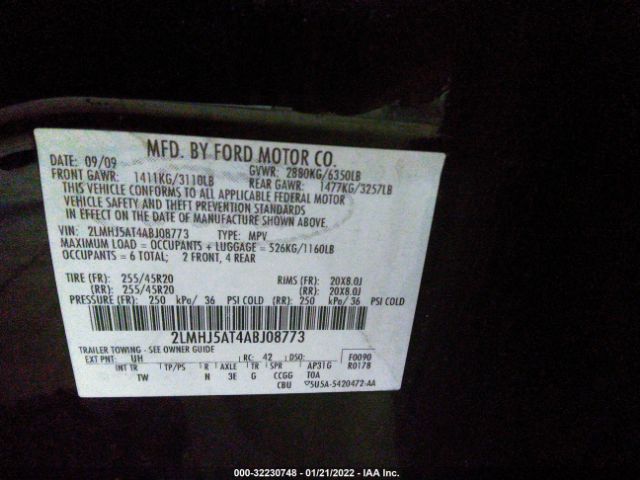 MFD. BY FORD MOTOR CO.
DATE: 09/09 GVWR: 2880KG/6350LB
FRONT GAWR: 1411KG/3110LB REAR GAWR: 1477KG/3257LB
THIS VEHICLE CONFORMS TO ALL APPLICABLE FEDERAL MOTOR
VEHICLE SAFETY AND THEFT PREVENTION STANDARDS
IN EFFECT ON THE DATE OF MANUFACTURE SHOWN ABOVE.
VIN: 2LMHJ5AT4ABJ08773 TYPE: MPV
MAXIMUM LOAD = OCCUPANTS + LUGGAGE = 526KG/1160LB
OCCUPANTS = 6 TOTAL; 2 FRONT, 4 REAR
TIRE (FR): 255/45R20 RIMS (FR): 20X8.0J
(RR): 255/45R20 (RR): 20X8.0J
PRESSURE (FR): 250 kPa/ 36 PSI COLD (RR): 250 kPa/ 36 PSI COLD
2LMHJ5AT4ABJ08773
TRAILER TOWING - SEE OWNER GUIDE
EXT PNT: UH RC: 42 DSO: F0090
INT TR TP/PS R AXLE TR SPR AP31G R0178
TW N 3E G CCGG TOA
CBU 5U5A-5420472-AA
000-32230748 - 01/21/2022 - IAA Inc.